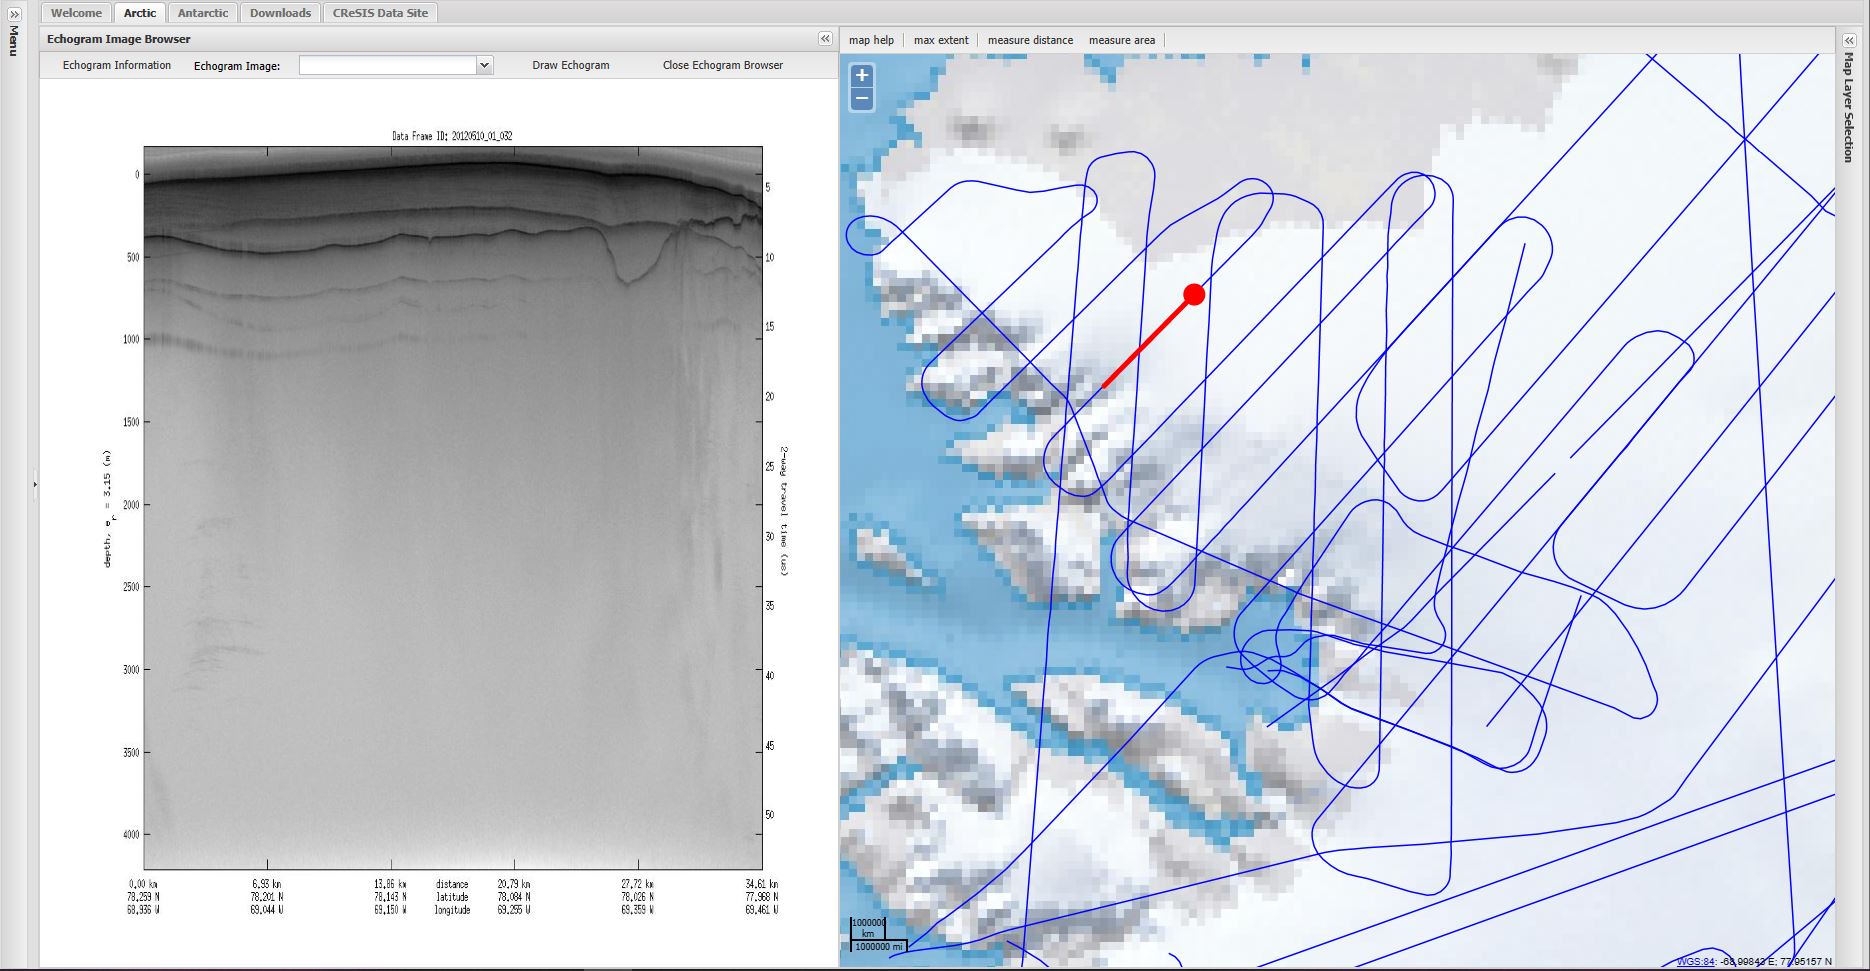 Menu
Welcome
Arctic
Antarctic
Downloads
CReSIS Data Site
Echogram Image Browser
Echogram Information
Echogram Image:
Draw Echogram
Close Echogram Browser
map help
max extent
measure distance
measure area
Map Layer Selection
Data Frame ID: 20120510_01_032
0
500
1000
1500
2000
2500
3000
3500
4000
depth, e_r = 3.15 (m)
5
10
15
20
25
30
35
40
45
50
2-way travel time (us)
0.00 km 6.93 km 13.86 km distance 20.79 km 27.72 km 34.61 km
78.259 N 78.201 N 78.143 N latitude 78.084 N 78.026 N 77.968 N
68.936 W 69.044 W 69.150 W longitude 69.255 W 69.359 W 69.461 W
+
−
1000000 km
1000000 mi
WGS:84: -68.99843 E; 77.95157 N